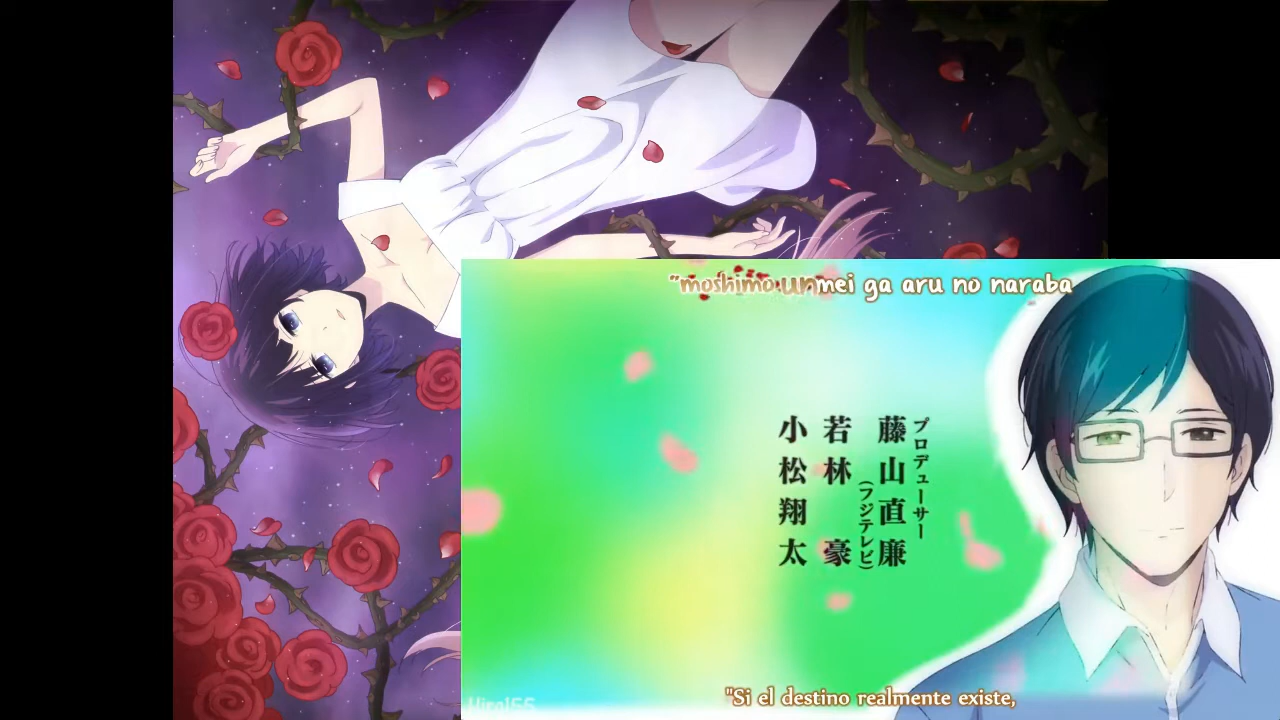 "moshimo unmei ga aru no naraba
プロデューサー
藤山直廉
(フジテレビ)
若林 豪
小松翔太
"Si el destino realmente existe,